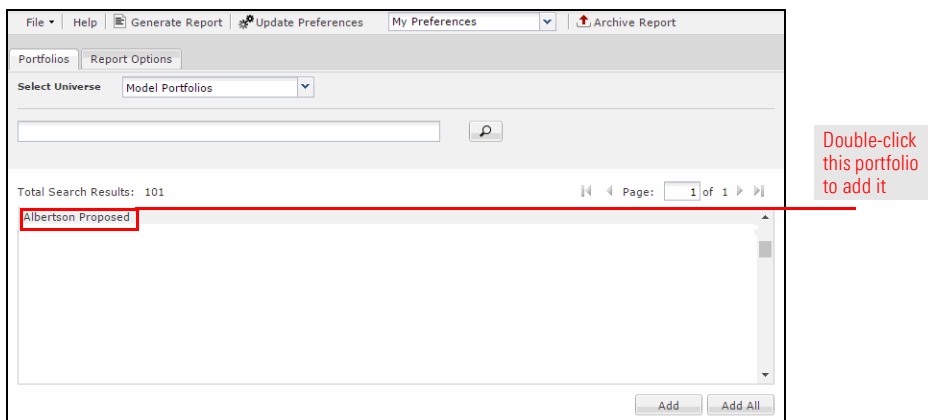 File Help Generate Report Update Preferences My Preferences Archive Report
Portfolios Report Options
Select Universe Model Portfolios
Total Search Results: 101 Page: 1 of 1
Albertson Proposed
Add Add All
Double-click
this portfolio
to add it